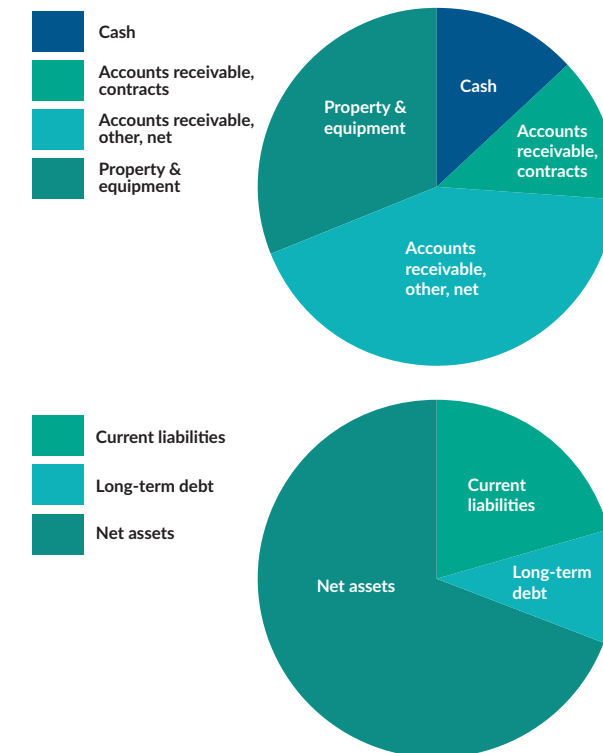 Cash
Accounts receivable,
contracts
Accounts receivable,
other, net
Property &
equipment
Property &
equipment
Cash
Accounts
receivable,
contracts
Accounts
receivable,
other, net
Current liabilities
Long-term debt
Net assets
Current
liabilities
Long-term
debt
Net assets